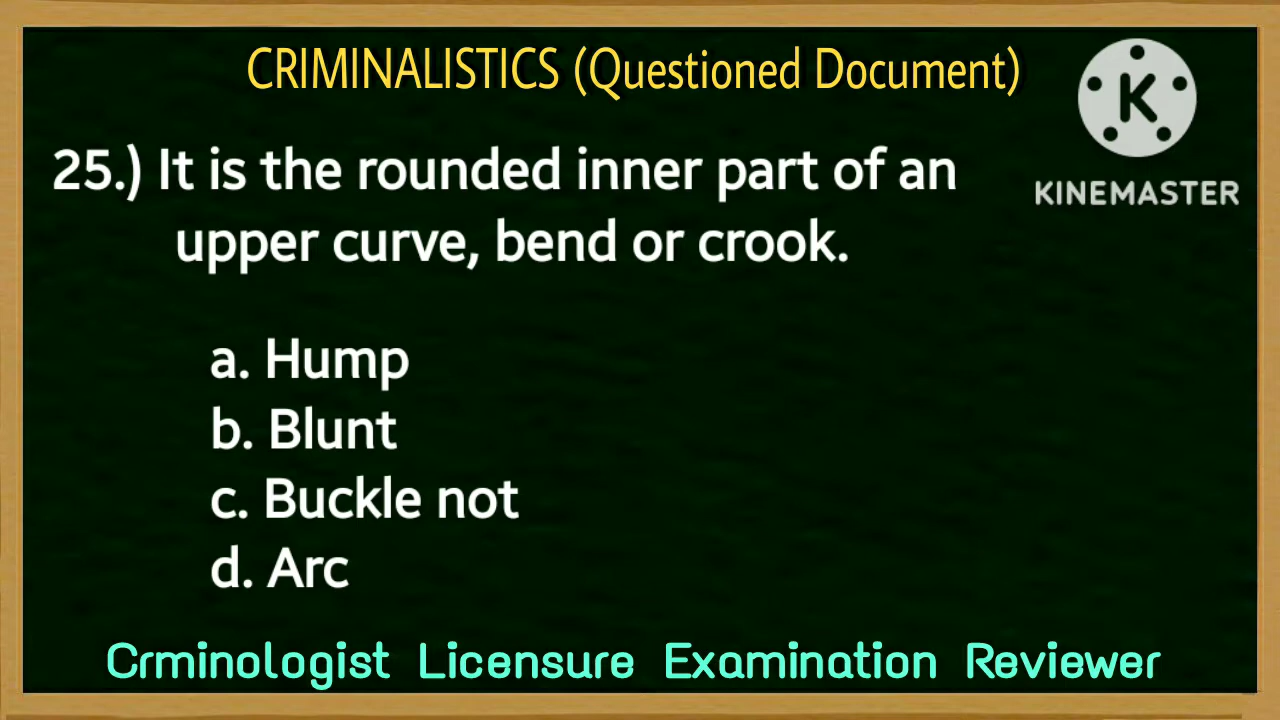 CRIMINALISTICS (Questioned Document)
K
KINEMASTER
25.) It is the rounded inner part of an
upper curve, bend or crook.
a. Hump
b. Blunt
c. Buckle not
d. Arc
Crminologist Licensure Examination Reviewer